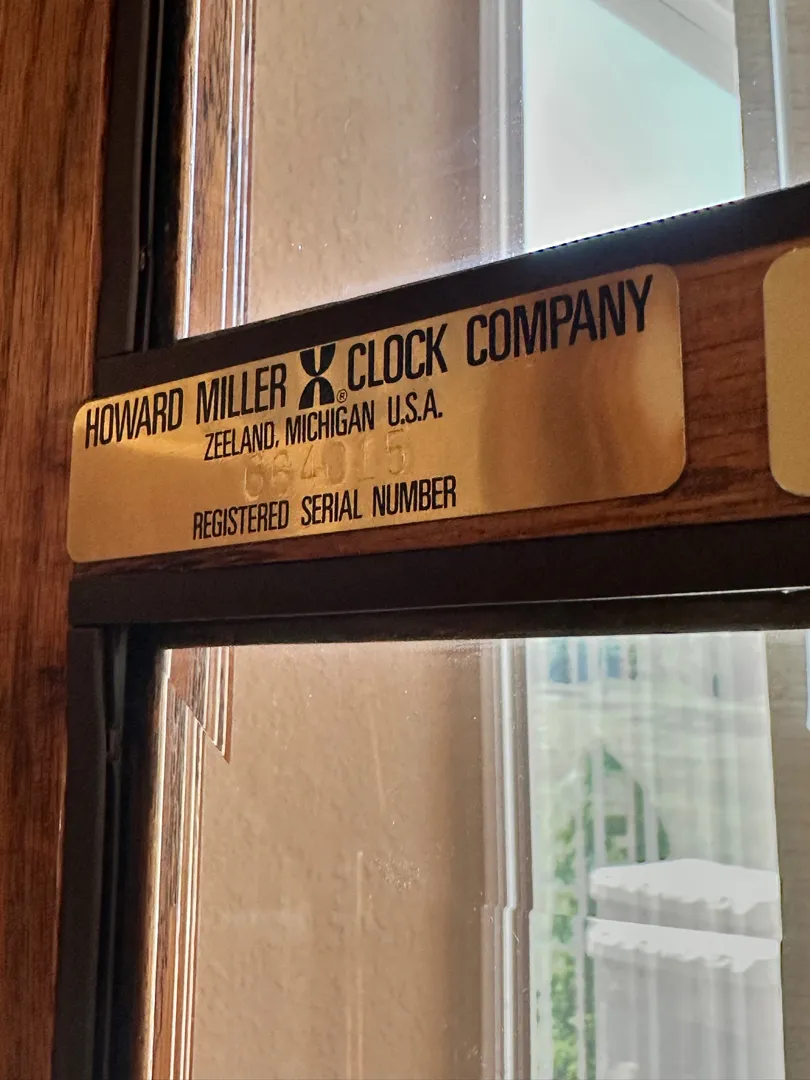 HOWARD MILLER CLOCK COMPANY
®
ZEELAND, MICHIGAN U.S.A.
REGISTERED SERIAL NUMBER